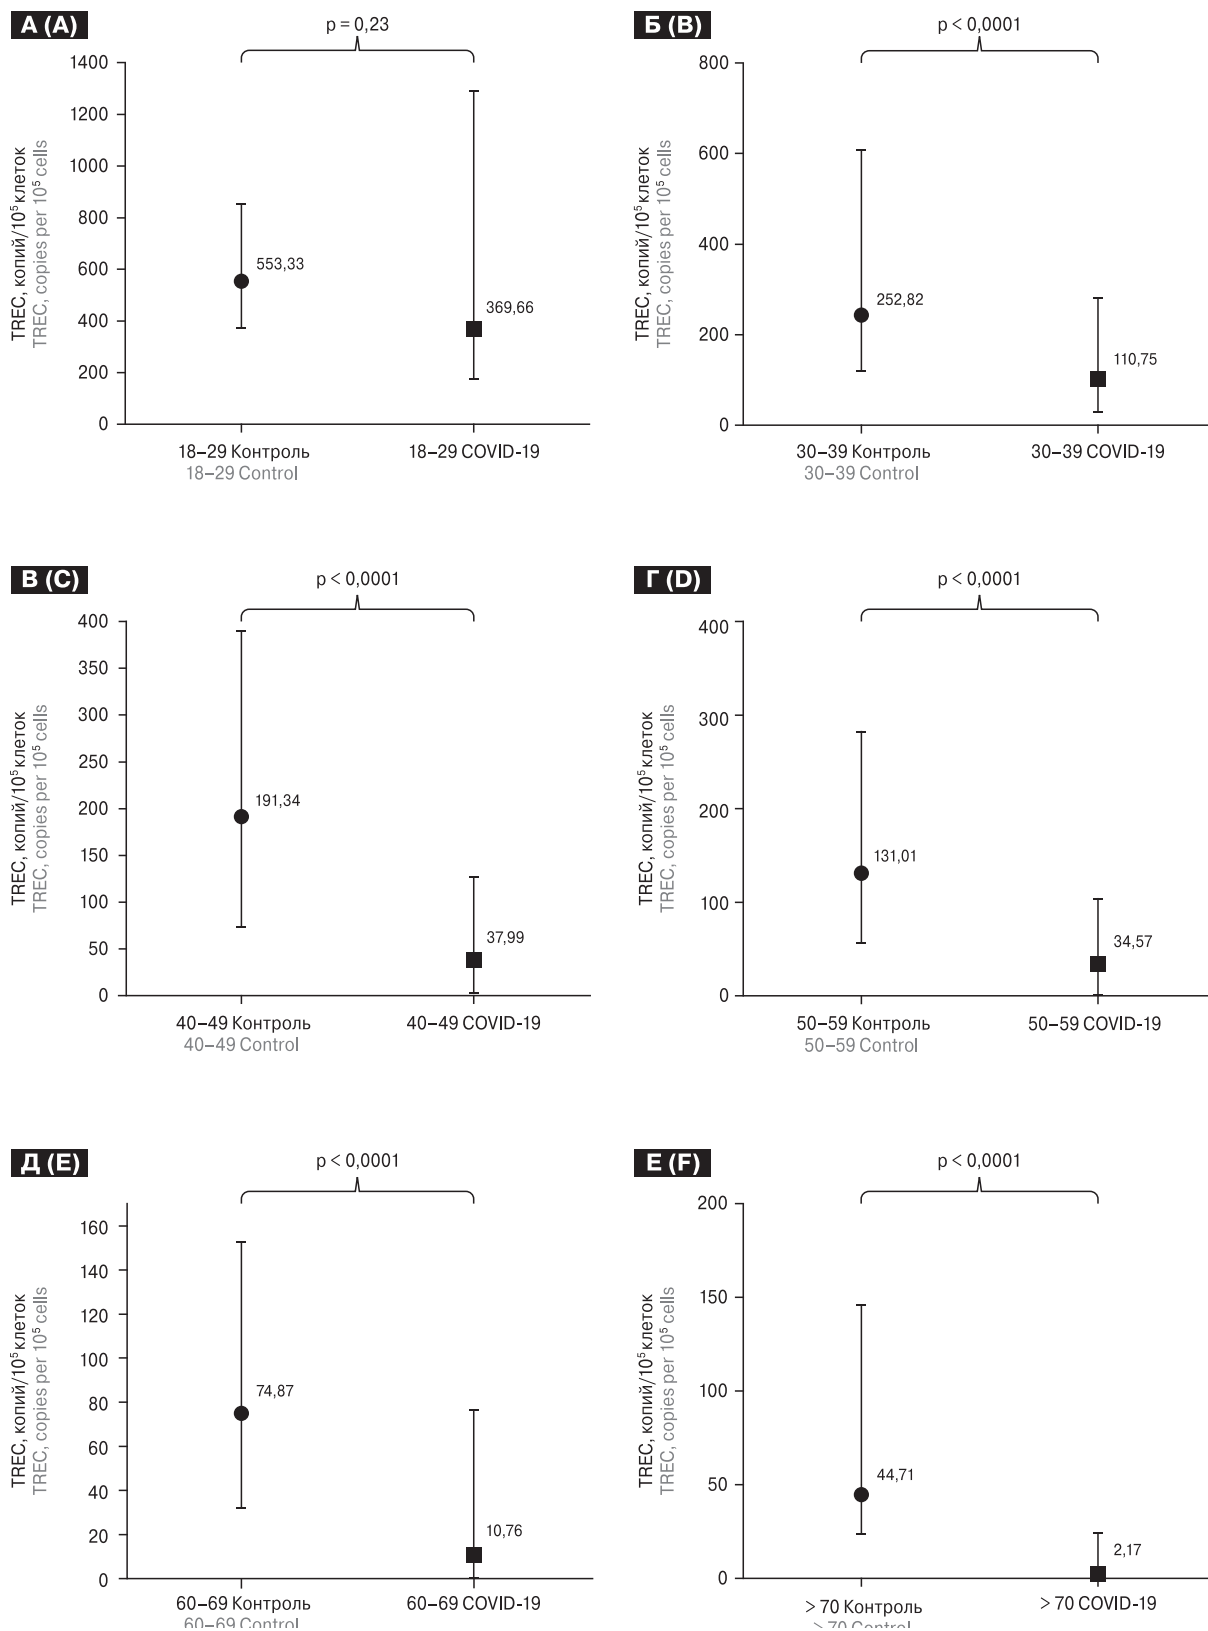 А (A)
p = 0,23
1400
1200
1000
800
600
400
200
0
TREC, копий/10⁵ клеток
TREC, copies per 10⁵ cells
553,33
369,66
18–29 Контроль
18–29 Control
18–29 COVID-19
Б (B)
p < 0,0001
800
600
400
200
0
TREC, копий/10⁵ клеток
TREC, copies per 10⁵ cells
252,82
110,75
30–39 Контроль
30–39 Control
30–39 COVID-19
В (C)
p < 0,0001
400
350
300
250
200
150
100
50
0
TREC, копий/10⁵ клеток
TREC, copies per 10⁵ cells
191,34
37,99
40–49 Контроль
40–49 Control
40–49 COVID-19
Г (D)
p < 0,0001
400
300
200
100
0
TREC, копий/10⁵ клеток
TREC, copies per 10⁵ cells
131,01
34,57
50–59 Контроль
50–59 Control
50–59 COVID-19
Д (E)
p < 0,0001
160
140
120
100
80
60
40
20
0
TREC, копий/10⁵ клеток
TREC, copies per 10⁵ cells
74,87
10,76
60–69 Контроль
60–69 Control
60–69 COVID-19
Е (F)
p < 0,0001
200
150
100
50
0
TREC, копий/10⁵ клеток
TREC, copies per 10⁵ cells
44,71
2,17
> 70 Контроль
> 70 Control
> 70 COVID-19